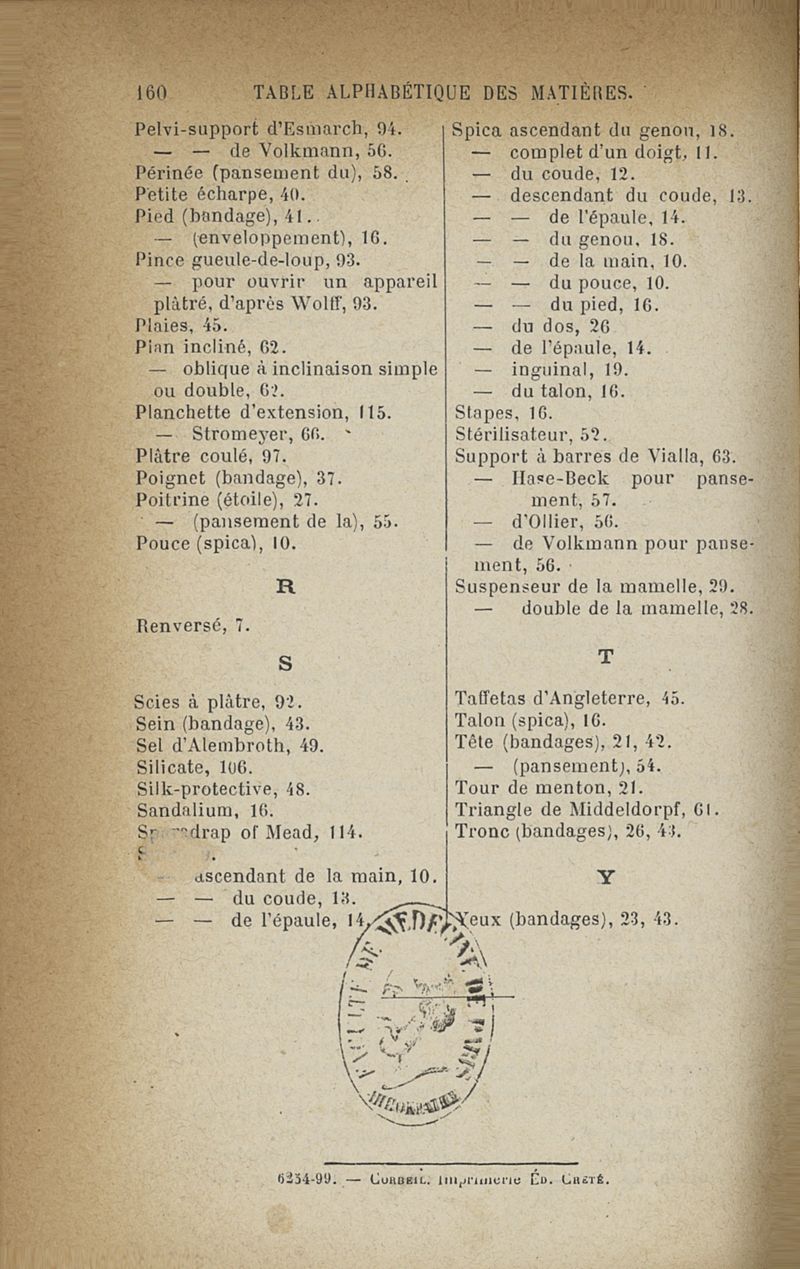 160 TABLE ALPHABÉTIQUE DES MATIÈRES.
Pelvi-support d'Esmarch, 94.
— — de Volkmann, 56.
Périnée (pansement du), 58.
Petite écharpe, 40.
Pied (bandage), 41.
— (enveloppement), 16.
Pince gueule-de-loup, 93.
— pour ouvrir un appareil
plâtré, d'après Wolff, 93.
Plaies, 45.
Plan incliné, 62.
— oblique à inclinaison simple
ou double, 62.
Planchette d'extension, 115.
— Stromeyer, 66.
Plâtre coulé, 97.
Poignet (bandage), 37.
Poitrine (étoile), 27.
— (pansement de la), 55.
Pouce (spica), 10.
R
Renversé, 7.
S
Scies à plâtre, 92.
Sein (bandage), 43.
Sel d'Alembroth, 49.
Silicate, 106.
Silk-protective, 48.
Sandalium, 16.
drap of Mead, 114.
ascendant de la main, 10.
— — du coude, 13.
— — de l'épaule, 14
Spica ascendant du genou, 18.
— complet d'un doigt, 11.
— du coude, 12.
— descendant du coude, 13.
— — de l'épaule, 14.
— — du genou, 18.
— — de la main, 10.
— — du pouce, 10.
— — du pied, 16.
— du dos, 26
— de l'épaule, 14.
— inguinal, 19.
— du talon, 16.
Stapes, 16.
Stérilisateur, 52.
Support à barres de Vialla, 63.
— Hase-Beck pour panse-
ment, 57.
— d'Ollier, 56.
— de Volkmann pour panse-
ment, 56.
Suspenseur de la mamelle, 29.
— double de la mamelle, 28.
T
Taffetas d'Angleterre, 45.
Talon (spica), 16.
Tête (bandages), 21, 42.
— (pansement), 54.
Tour de menton, 21.
Triangle de Middeldorpf, 61.
Tronc (bandages), 26, 43.
Y
Yeux (bandages), 23, 43.
6254-99. — CORBEIL. Imprimerie ÉD. CRÉTÉ.